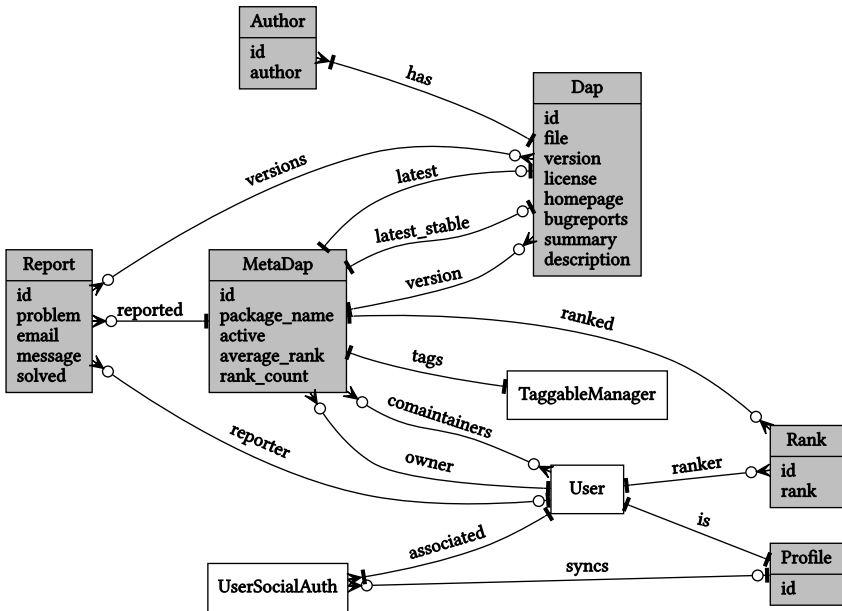 Author
id
author
has
Dap
id
file
version
license
homepage
bugreports
summary
description
versions
latest
latest_stable
version
Report
id
problem
email
message
solved
reported
MetaDap
id
package_name
active
average_rank
rank_count
ranked
tags
TaggableManager
comaintainers
owner
reporter
User
ranker
Rank
id
rank
is
associated
UserSocialAuth
syncs
Profile
id